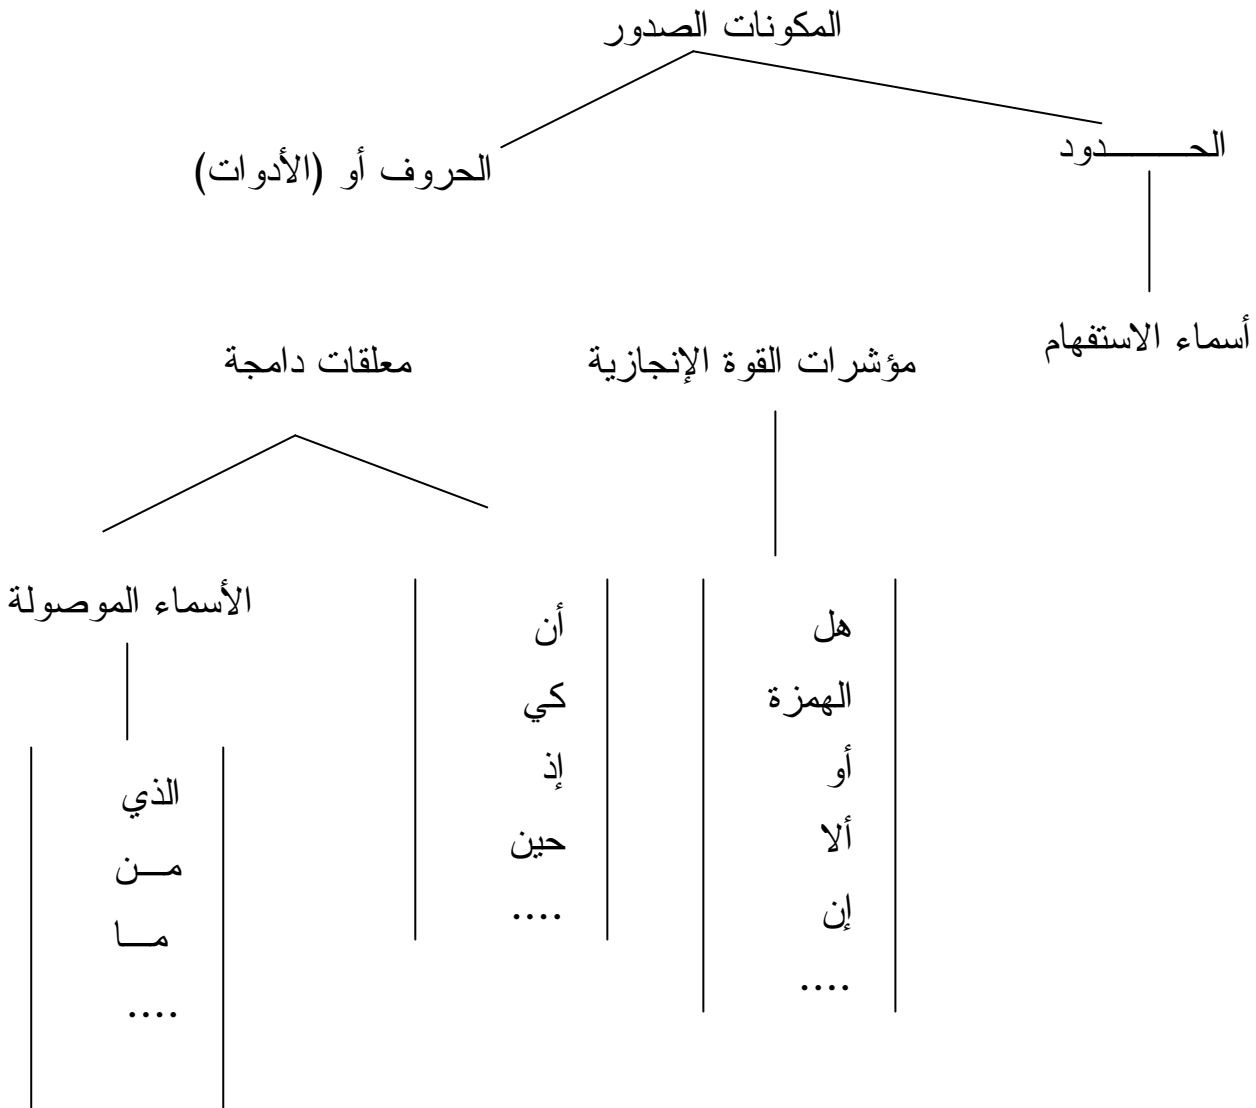 المكونات الصدور
الحـــــــدود
الحروف أو (الأدوات)
أسماء الاستفهام
مؤشرات القوة الإنجازية
معلقات دامجة
هل
الهمزة
أو
ألا
إن
....
أن
كي
إذ
حين
....
الأسماء الموصولة
الذي
مــن
مــا
....